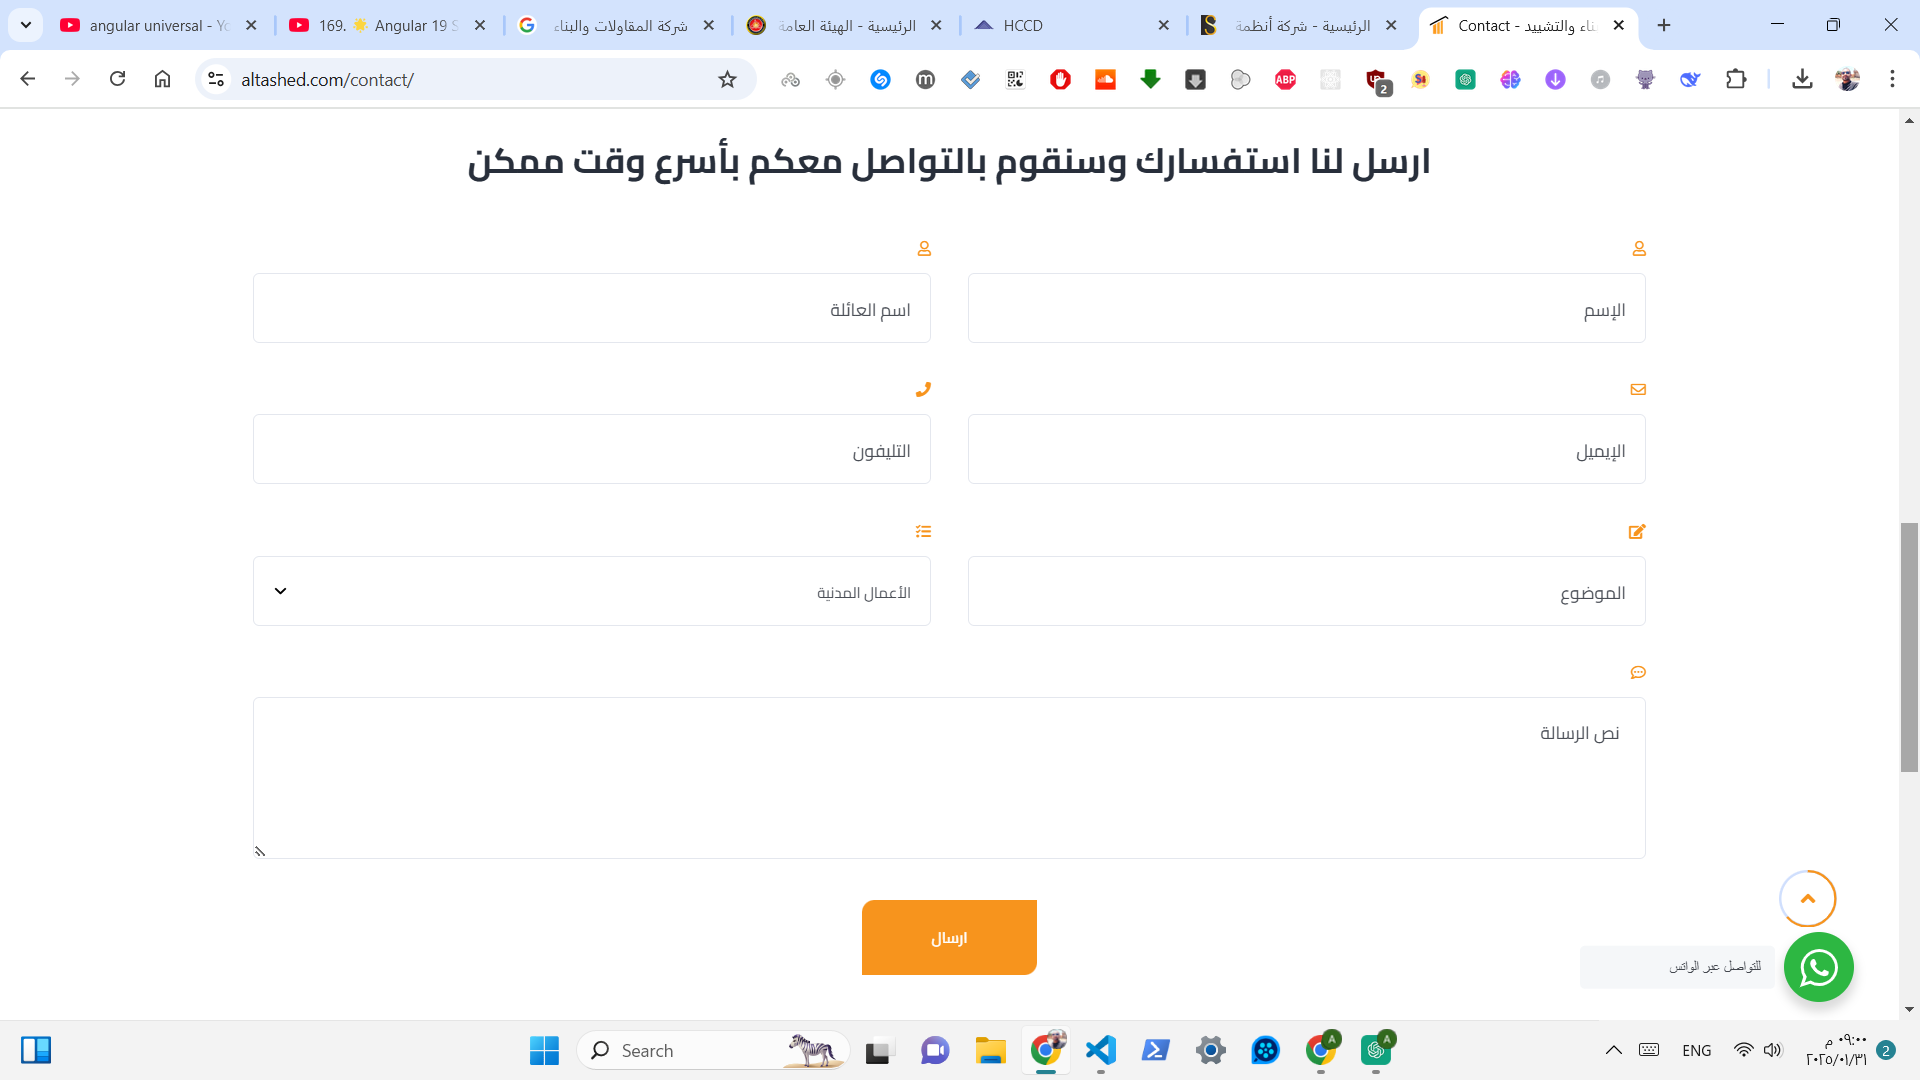 angular universal - Yo
169. 🌟 Angular 19 S
شركة المقاولات والبناء
الرئيسية - الهيئة العامة
HCCD
الرئيسية - شركة أنظمة
Contact - ناء والتشييد
altashed.com/contact/
ABP
2
ارسل لنا استفسارك وسنقوم بالتواصل معكم بأسرع وقت ممكن
الإسم
اسم العائلة
الإيميل
التليفون
الموضوع
الأعمال المدنية
نص الرسالة
ارسال
للتواصل عبر الواتس
Search
A
A
ENG
٠٩:٠٠ م
٢٠٢٥/٠١/٣١
2